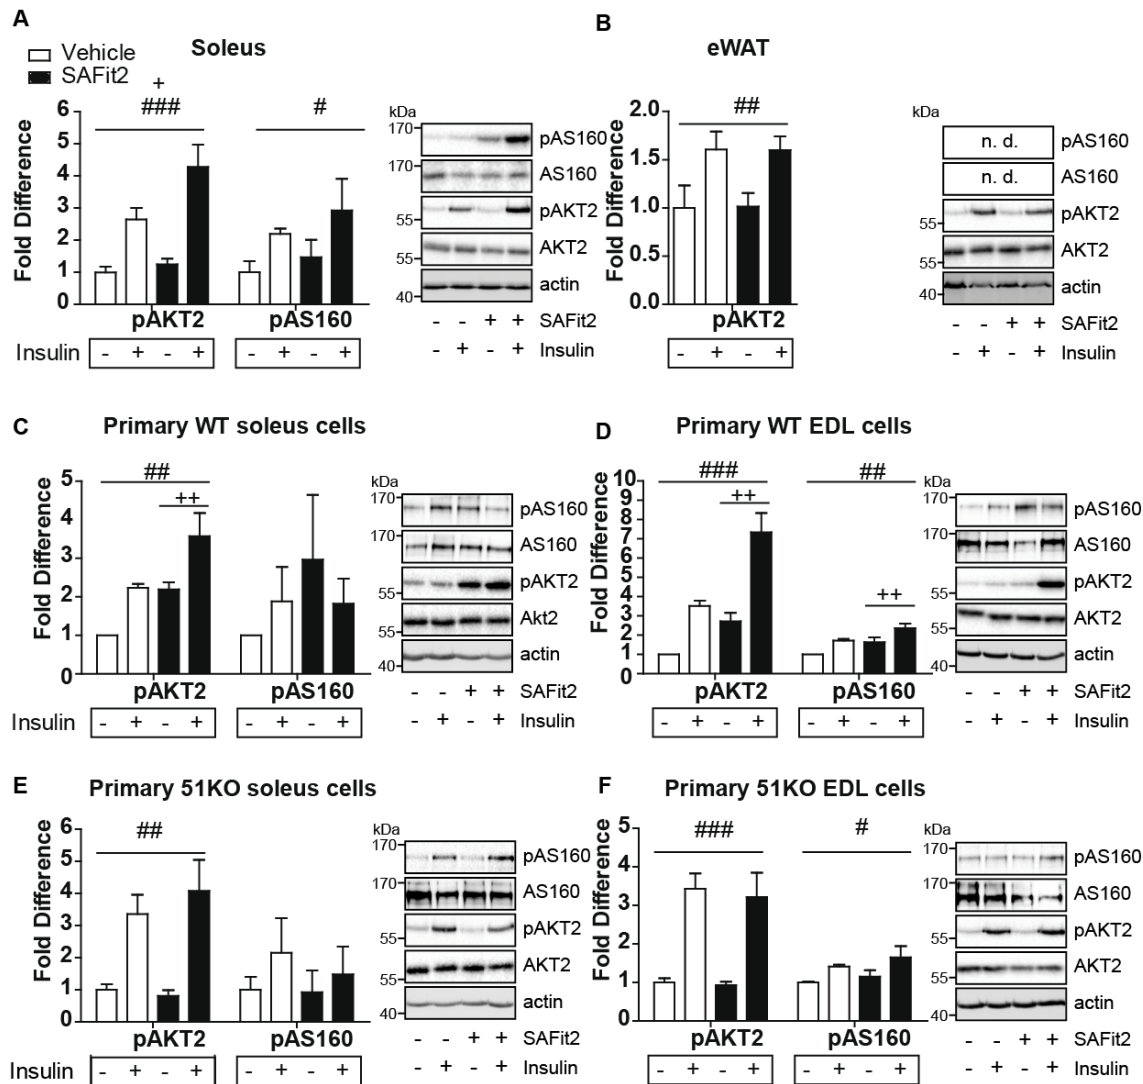 A
Soleus
Vehicle
SAFit2
+
###
#
Fold Difference
6
5
4
3
2
1
0
pAKT2
pAS160
Insulin
- + - +
- + - +
kDa
170
170
55
55
40
pAS160
AS160
pAKT2
AKT2
actin
- - + + SAFit2
- + - + Insulin
B
eWAT
##
Fold Difference
2.0
1.5
1.0
0.5
0.0
pAKT2
- + - +
kDa
n. d.
n. d.
55
55
40
pAS160
AS160
pAKT2
AKT2
actin
- - + + SAFit2
- + - + Insulin
C
Primary WT soleus cells
##
++
Fold Difference
5
4
3
2
1
0
pAKT2
pAS160
Insulin
- + - +
- + - +
kDa
170
170
55
55
40
pAS160
AS160
pAKT2
Akt2
actin
- - + + SAFit2
- + - + Insulin
D
Primary WT EDL cells
###
++
##
++
Fold Difference
10
9
8
7
6
5
4
3
2
1
0
pAKT2
pAS160
- + - +
- + - +
kDa
170
170
55
55
40
pAS160
AS160
pAKT2
AKT2
actin
- - + + SAFit2
- + - + Insulin
E
Primary 51KO soleus cells
##
Fold Difference
6
5
4
3
2
1
0
pAKT2
pAS160
Insulin
- + - +
- + - +
kDa
170
170
55
55
40
pAS160
AS160
pAKT2
AKT2
actin
- - + + SAFit2
- + - + Insulin
F
Primary 51KO EDL cells
###
#
Fold Difference
5
4
3
2
1
0
pAKT2
pAS160
- + - +
- + - +
kDa
170
170
55
55
40
pAS160
AS160
pAKT2
AKT2
actin
- - + + SAFit2
- + - + Insulin